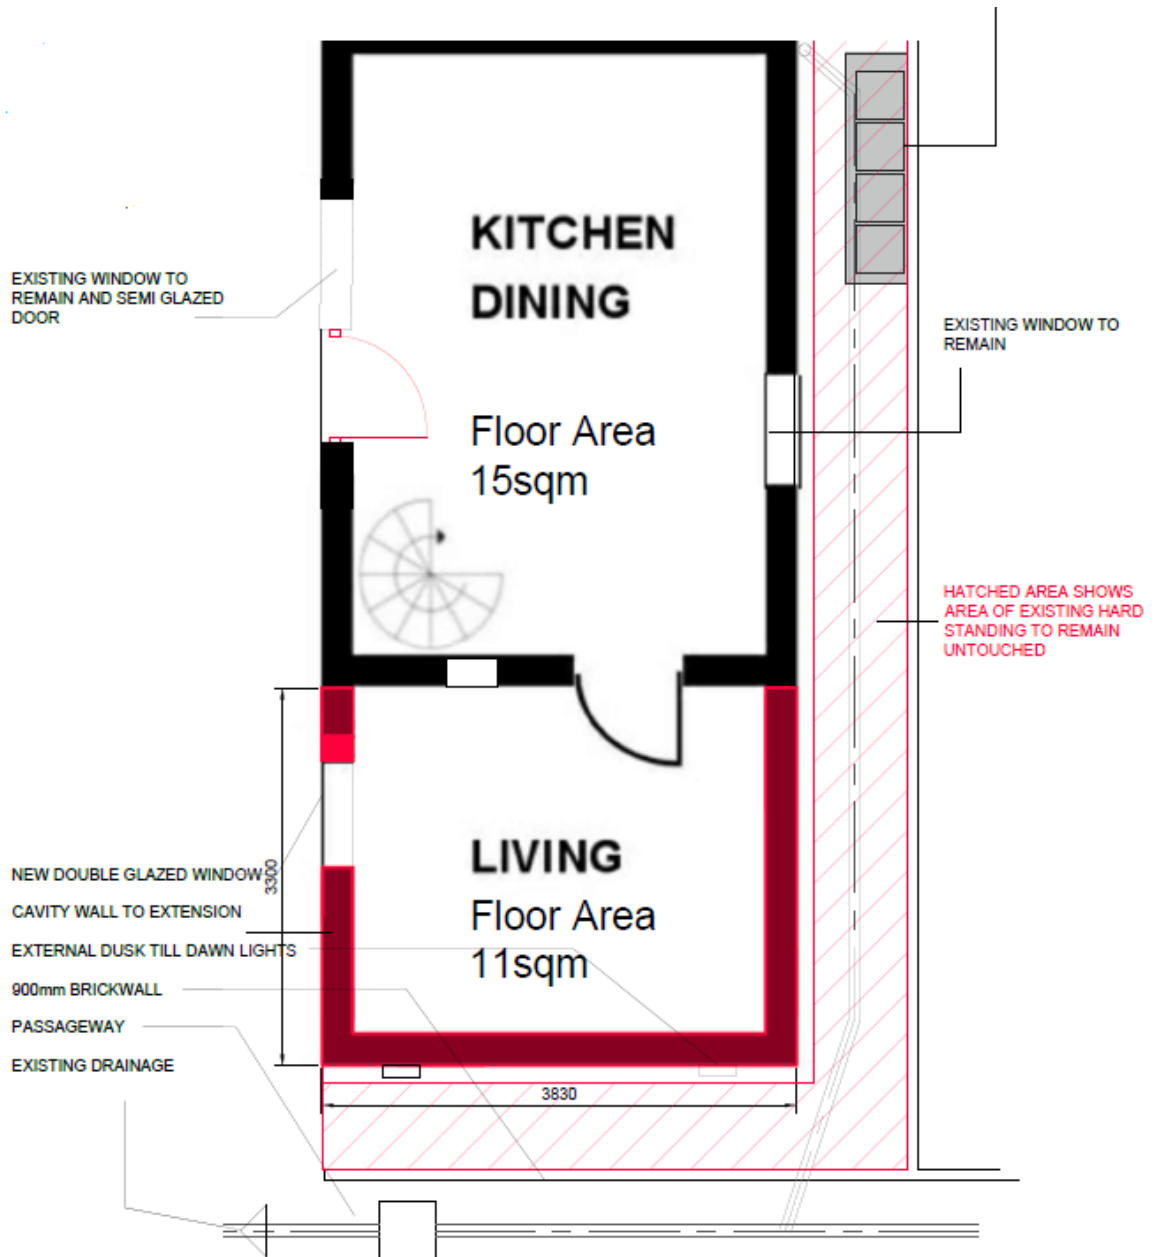 KITCHEN
DINING
Floor Area
15sqm
EXISTING WINDOW TO
REMAIN AND SEMI GLAZED
DOOR
EXISTING WINDOW TO
REMAIN
HATCHED AREA SHOWS
AREA OF EXISTING HARD
STANDING TO REMAIN
UNTOUCHED
LIVING
Floor Area
11sqm
NEW DOUBLE GLAZED WINDOW
3300
CAVITY WALL TO EXTENSION
EXTERNAL DUSK TILL DAWN LIGHTS
900mm BRICKWALL
PASSAGEWAY
EXISTING DRAINAGE
3830